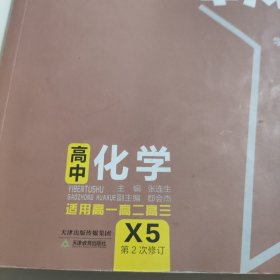 高中
化学
YIBENTUSHU 主编 张连生
GAOZHONG HUAXUE 副主编 郁会杰
适用高一高二高三
天津出版传媒集团
天津教育出版社
X5
第2次修订